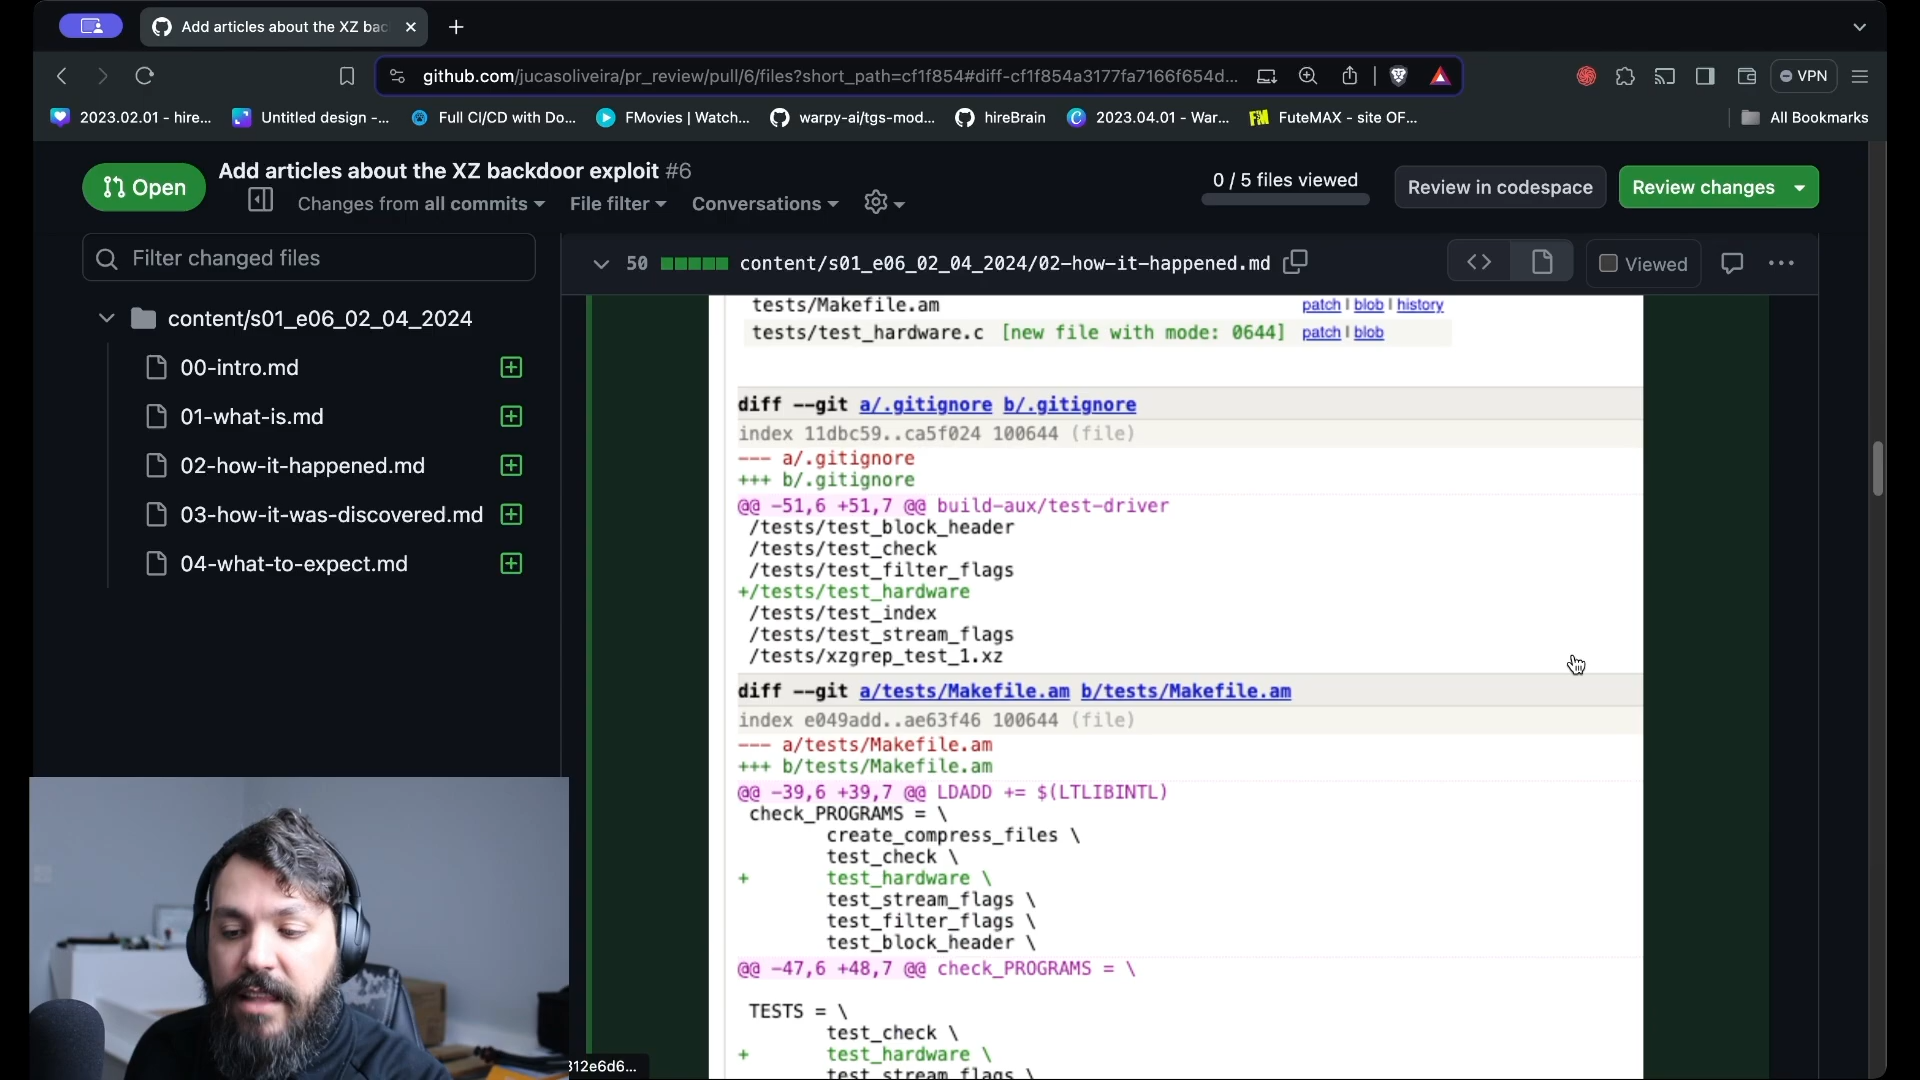 Add articles about the XZ bac
github.com/jucasoliveira/pr_review/pull/6/files?short_path=cf1f854#diff-cf1f854a3177fa7166f654d...
VPN
2023.02.01 - hire...
Untitled design -...
Full CI/CD with Do...
FMovies | Watch...
warpy-ai/tgs-mod...
hireBrain
2023.04.01 - War...
FuteMAX - site OF...
All Bookmarks
Open
Add articles about the XZ backdoor exploit #6
Changes from all commits
File filter
Conversations
0 / 5 files viewed
Review in codespace
Review changes
Filter changed files
content/s01_e06_02_04_2024
00-intro.md
01-what-is.md
02-how-it-happened.md
03-how-it-was-discovered.md
04-what-to-expect.md
50 content/s01_e06_02_04_2024/02-how-it-happened.md
Viewed
tests/Makefile.am patch | blob | history
tests/test_hardware.c [new file with mode: 0644] patch | blob
diff --git a/.gitignore b/.gitignore
index 11dbc59..ca5f024 100644 (file)
--- a/.gitignore
+++ b/.gitignore
@@ -51,6 +51,7 @@ build-aux/test-driver
/tests/test_block_header
/tests/test_check
/tests/test_filter_flags
+/tests/test_hardware
/tests/test_index
/tests/test_stream_flags
/tests/xzgrep_test_1.xz
diff --git a/tests/Makefile.am b/tests/Makefile.am
index e049add..ae63f46 100644 (file)
--- a/tests/Makefile.am
+++ b/tests/Makefile.am
@@ -39,6 +39,7 @@ LDADD += $(LTLIBINTL)
check_PROGRAMS = \
create_compress_files \
test_check \
+ test_hardware \
test_stream_flags \
test_filter_flags \
test_block_header \
@@ -47,6 +48,7 @@ check_PROGRAMS = \
TESTS = \
test_check \
+ test_hardware \
test_stream_flags \
312e6d6...